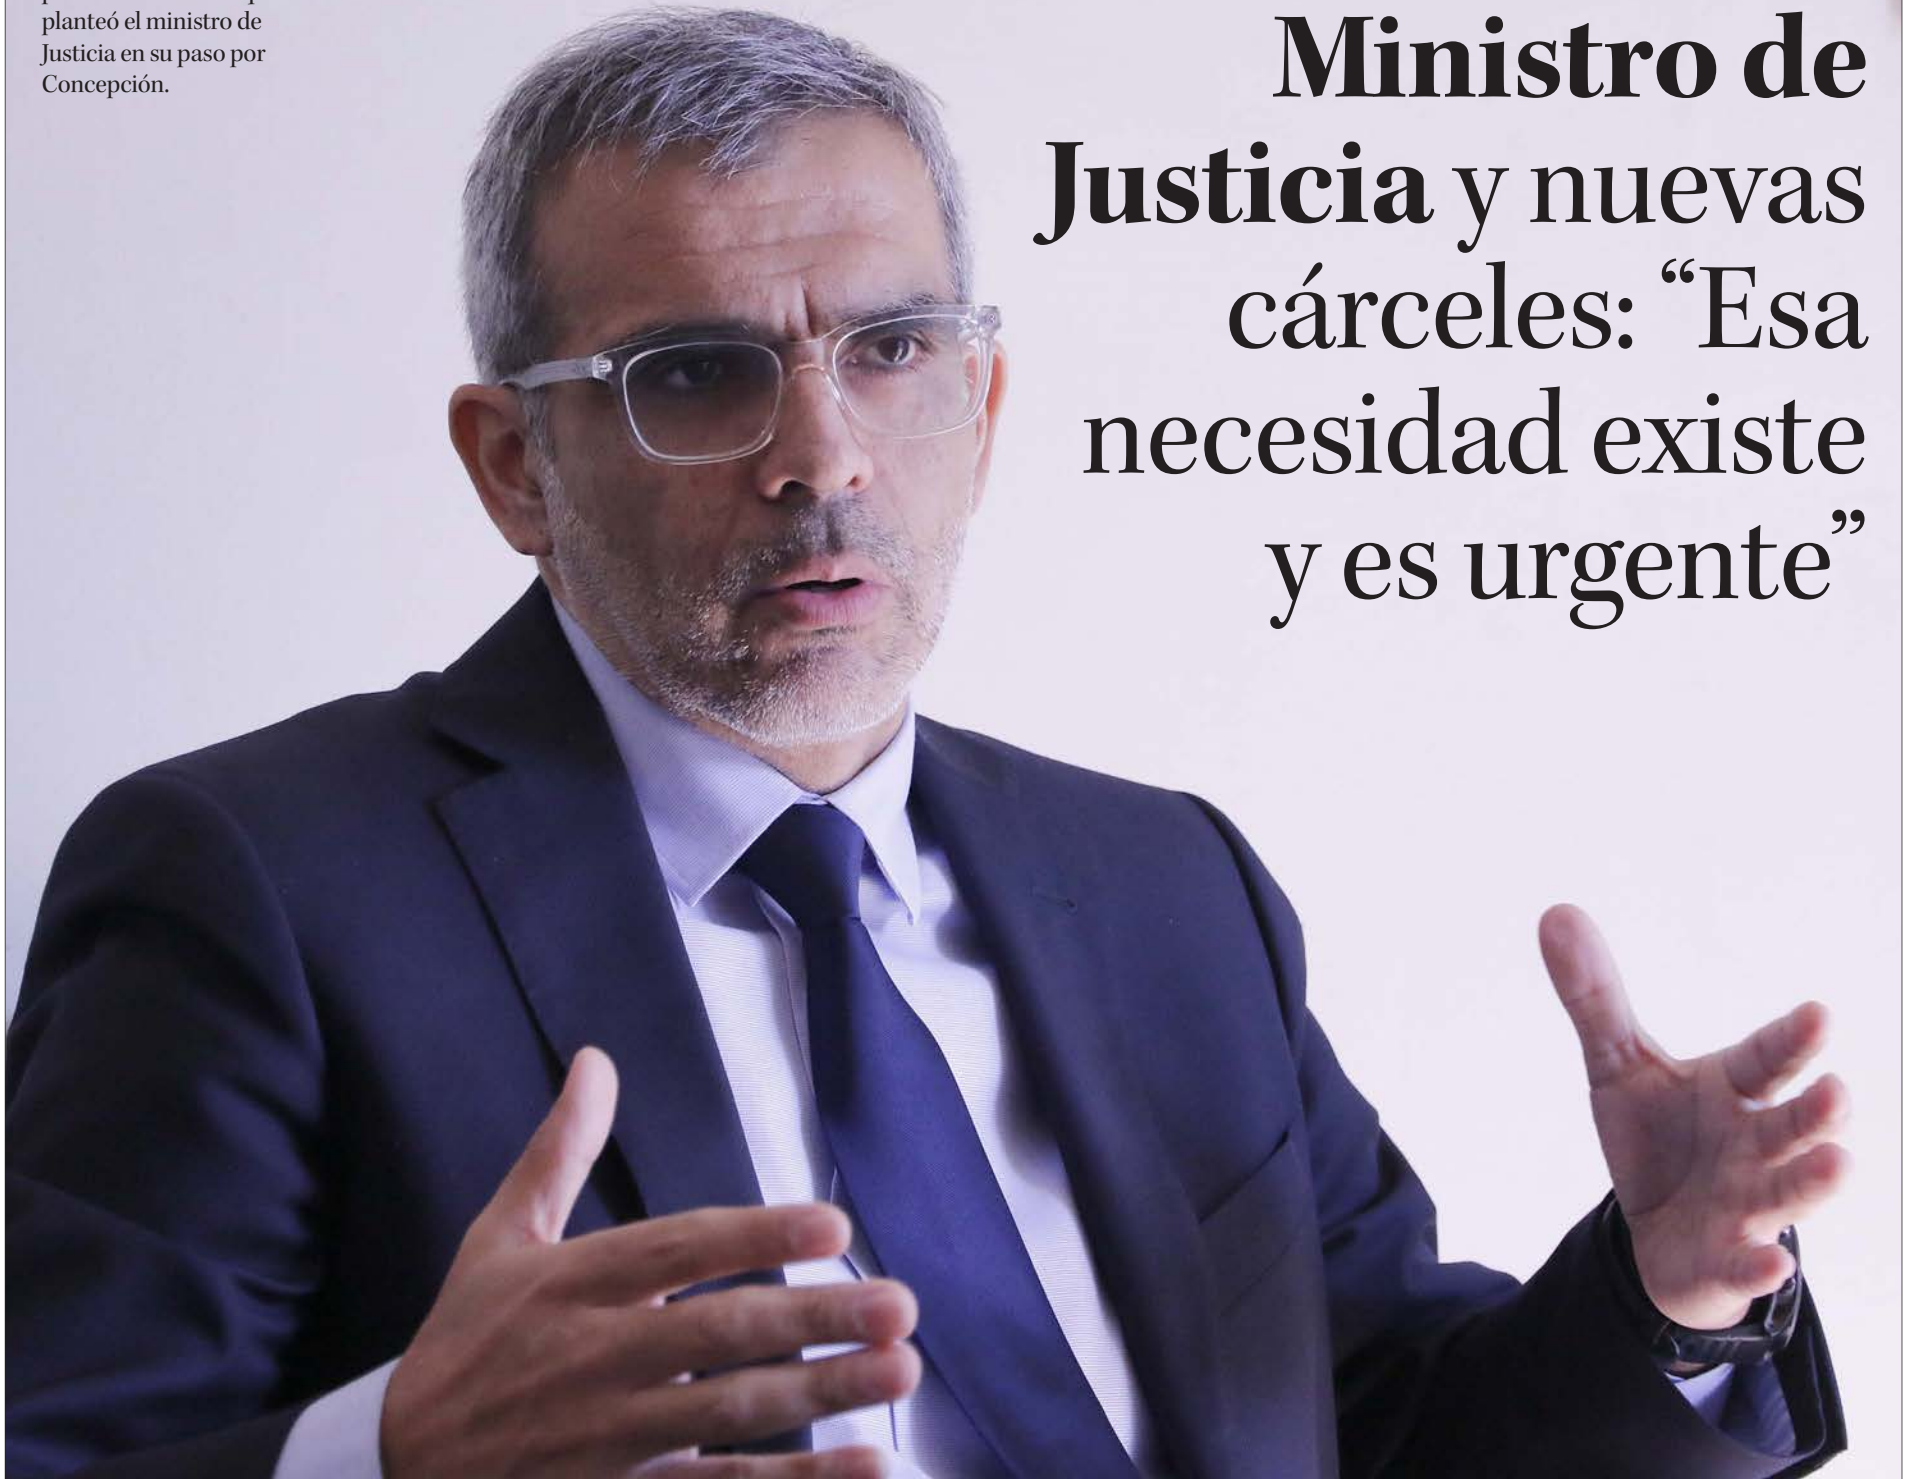 planteó el ministro de
Justicia en su paso por
Concepción.
Ministro de
Justicia y nuevas
cárceles: “Esa
necesidad existe
y es urgente”